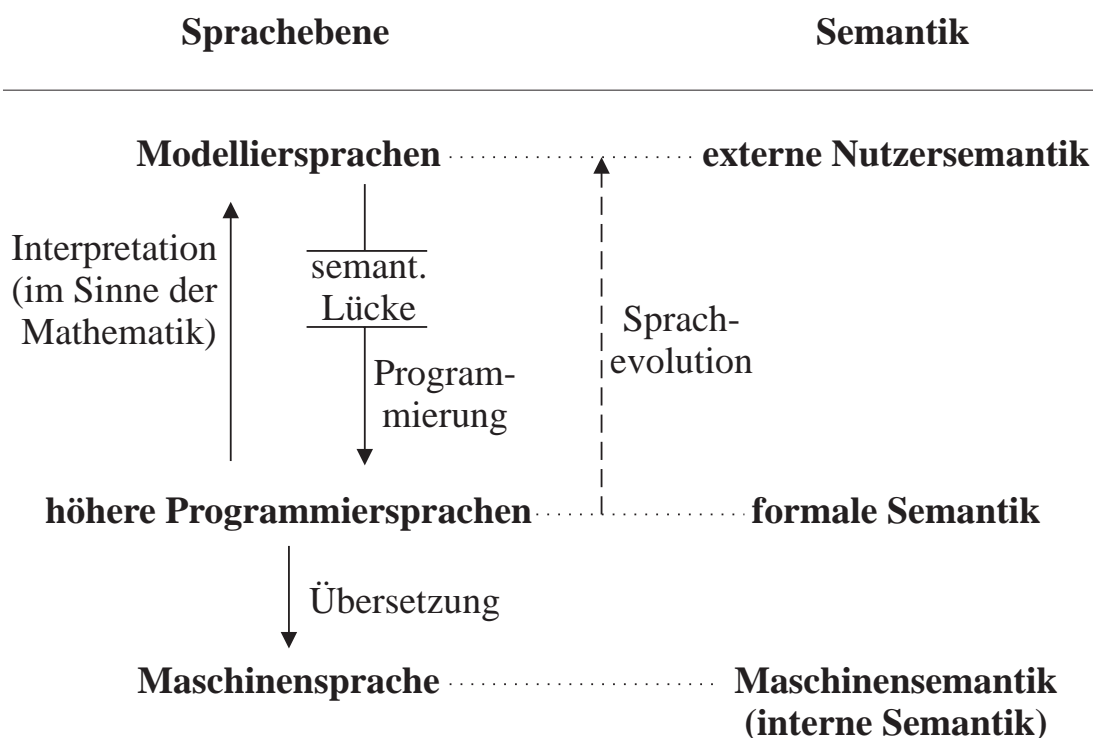 Sprachebene Semantik
Modelliersprachen externe Nutzersemantik
Interpretation
(im Sinne der
Mathematik)
semant.
Lücke
Program-
mierung
Sprach-
evolution
höhere Programmiersprachen formale Semantik
Übersetzung
Maschinensprache Maschinensemantik
(interne Semantik)